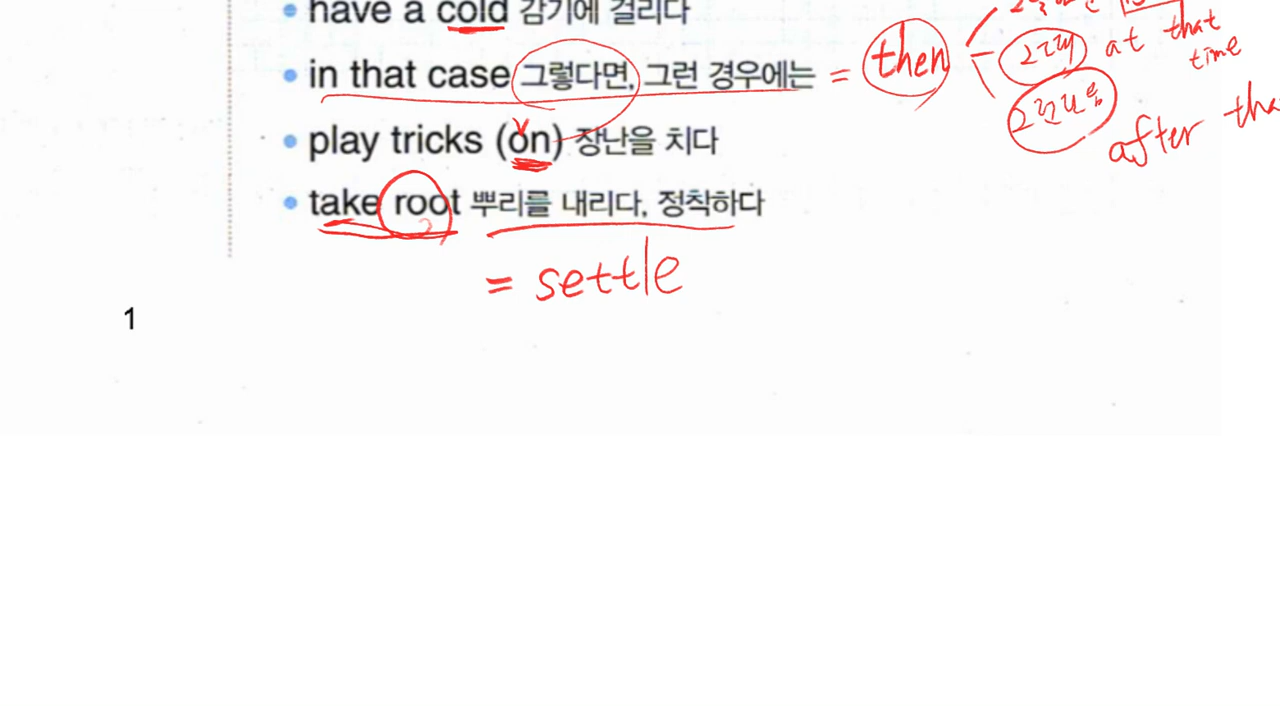 have a cold 감기에 걸리다
in that case 그렇다면, 그런 경우에는 = then
그때 at that time
그런다음 after tha
play tricks (on) 장난을 치다
take root 뿌리를 내리다, 정착하다
= settle
1